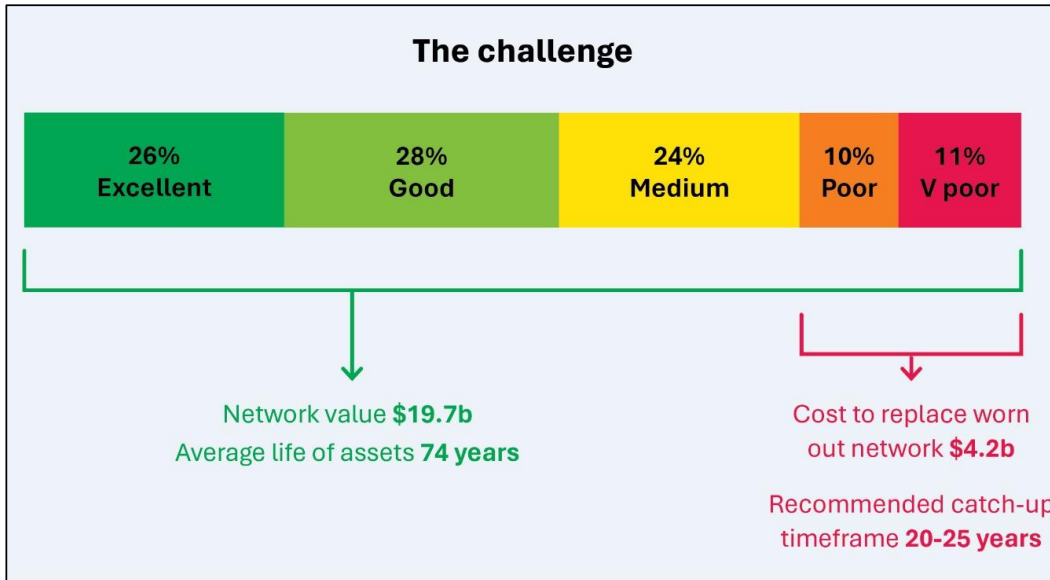 The challenge
26%
Excellent
28%
Good
24%
Medium
10%
Poor
11%
V poor
Network value $19.7b
Average life of assets 74 years
Cost to replace worn
out network $4.2b
Recommended catch-up
timeframe 20-25 years